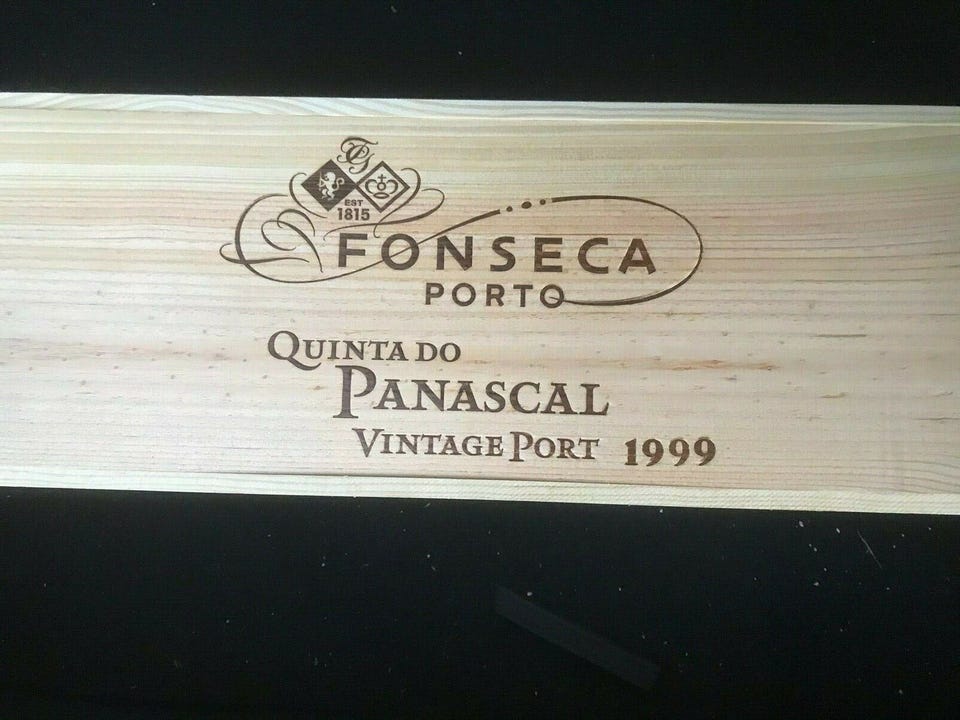 EST
1815
FONSECA
PORTO
QUINTA DO
PANASCAL
VINTAGE PORT 1999